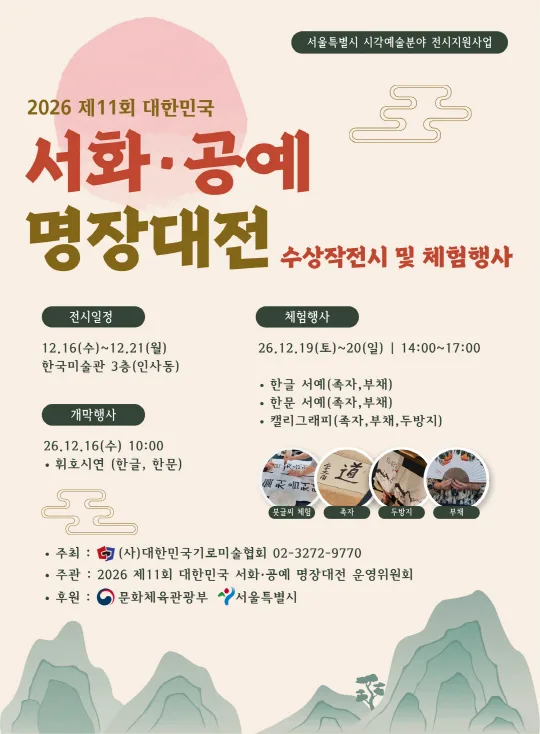 서울특별시 시각예술분야 전시지원사업
2026 제11회 대한민국
서화·공예
명장대전
수상작전시 및 체험행사
전시일정
12.16(수)~12.21(월)
한국미술관 3층(인사동)
개막행사
26.12.16(수) 10:00
• 휘호시연 (한글, 한문)
체험행사
26.12.19(토)~20(일) | 14:00~17:00
• 한글 서예(족자,부채)
• 한문 서예(족자,부채)
• 캘리그래피(족자,부채,두방지)
道
붓글씨 체험
족자
두방지
부채
• 주최 : (사)대한민국기로미술협회 02-3272-9770
• 주관 : 2026 제11회 대한민국 서화·공예 명장대전 운영위원회
• 후원 : 문화체육관광부 서울특별시